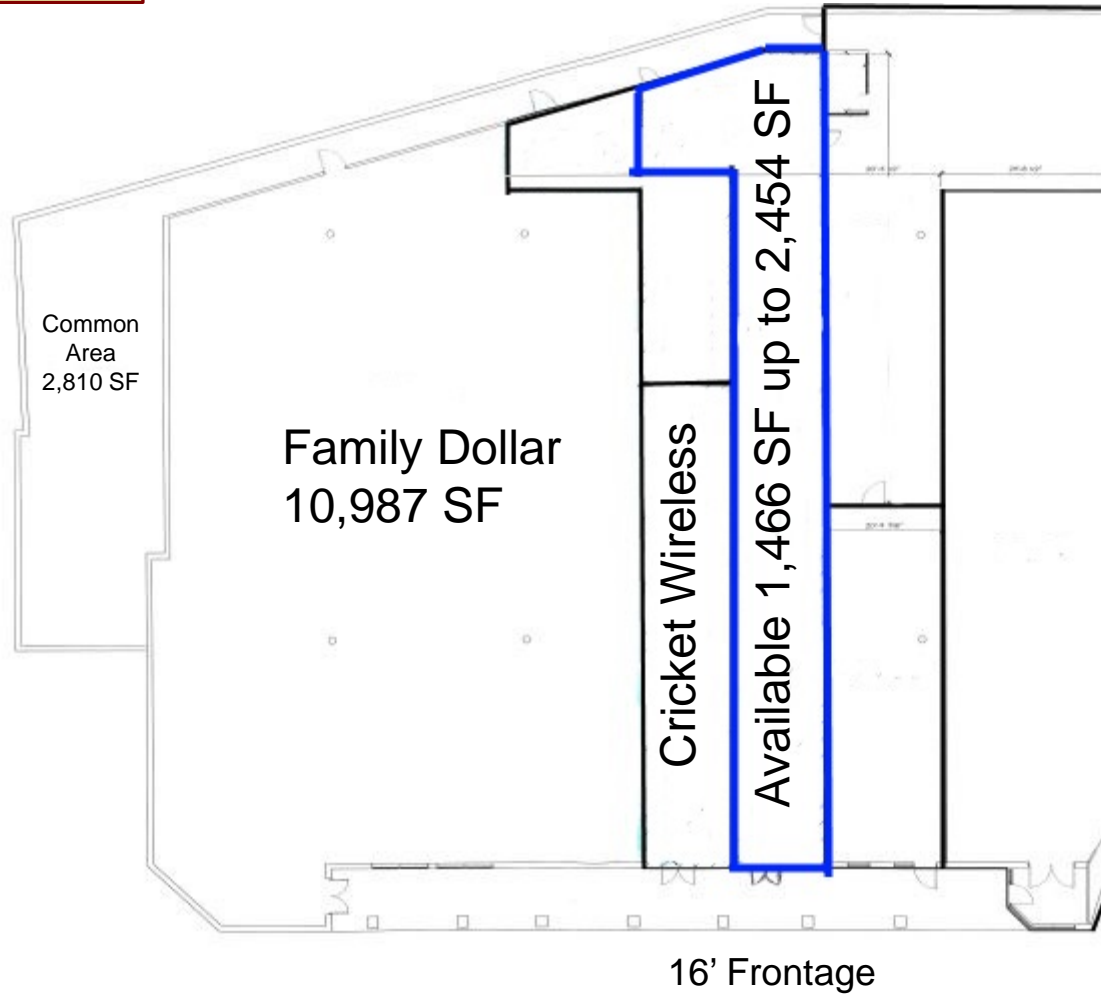 Common
Area
2,810 SF
Family Dollar
10,987 SF
Cricket Wireless
Available 1,466 SF up to 2,454 SF
16’ Frontage